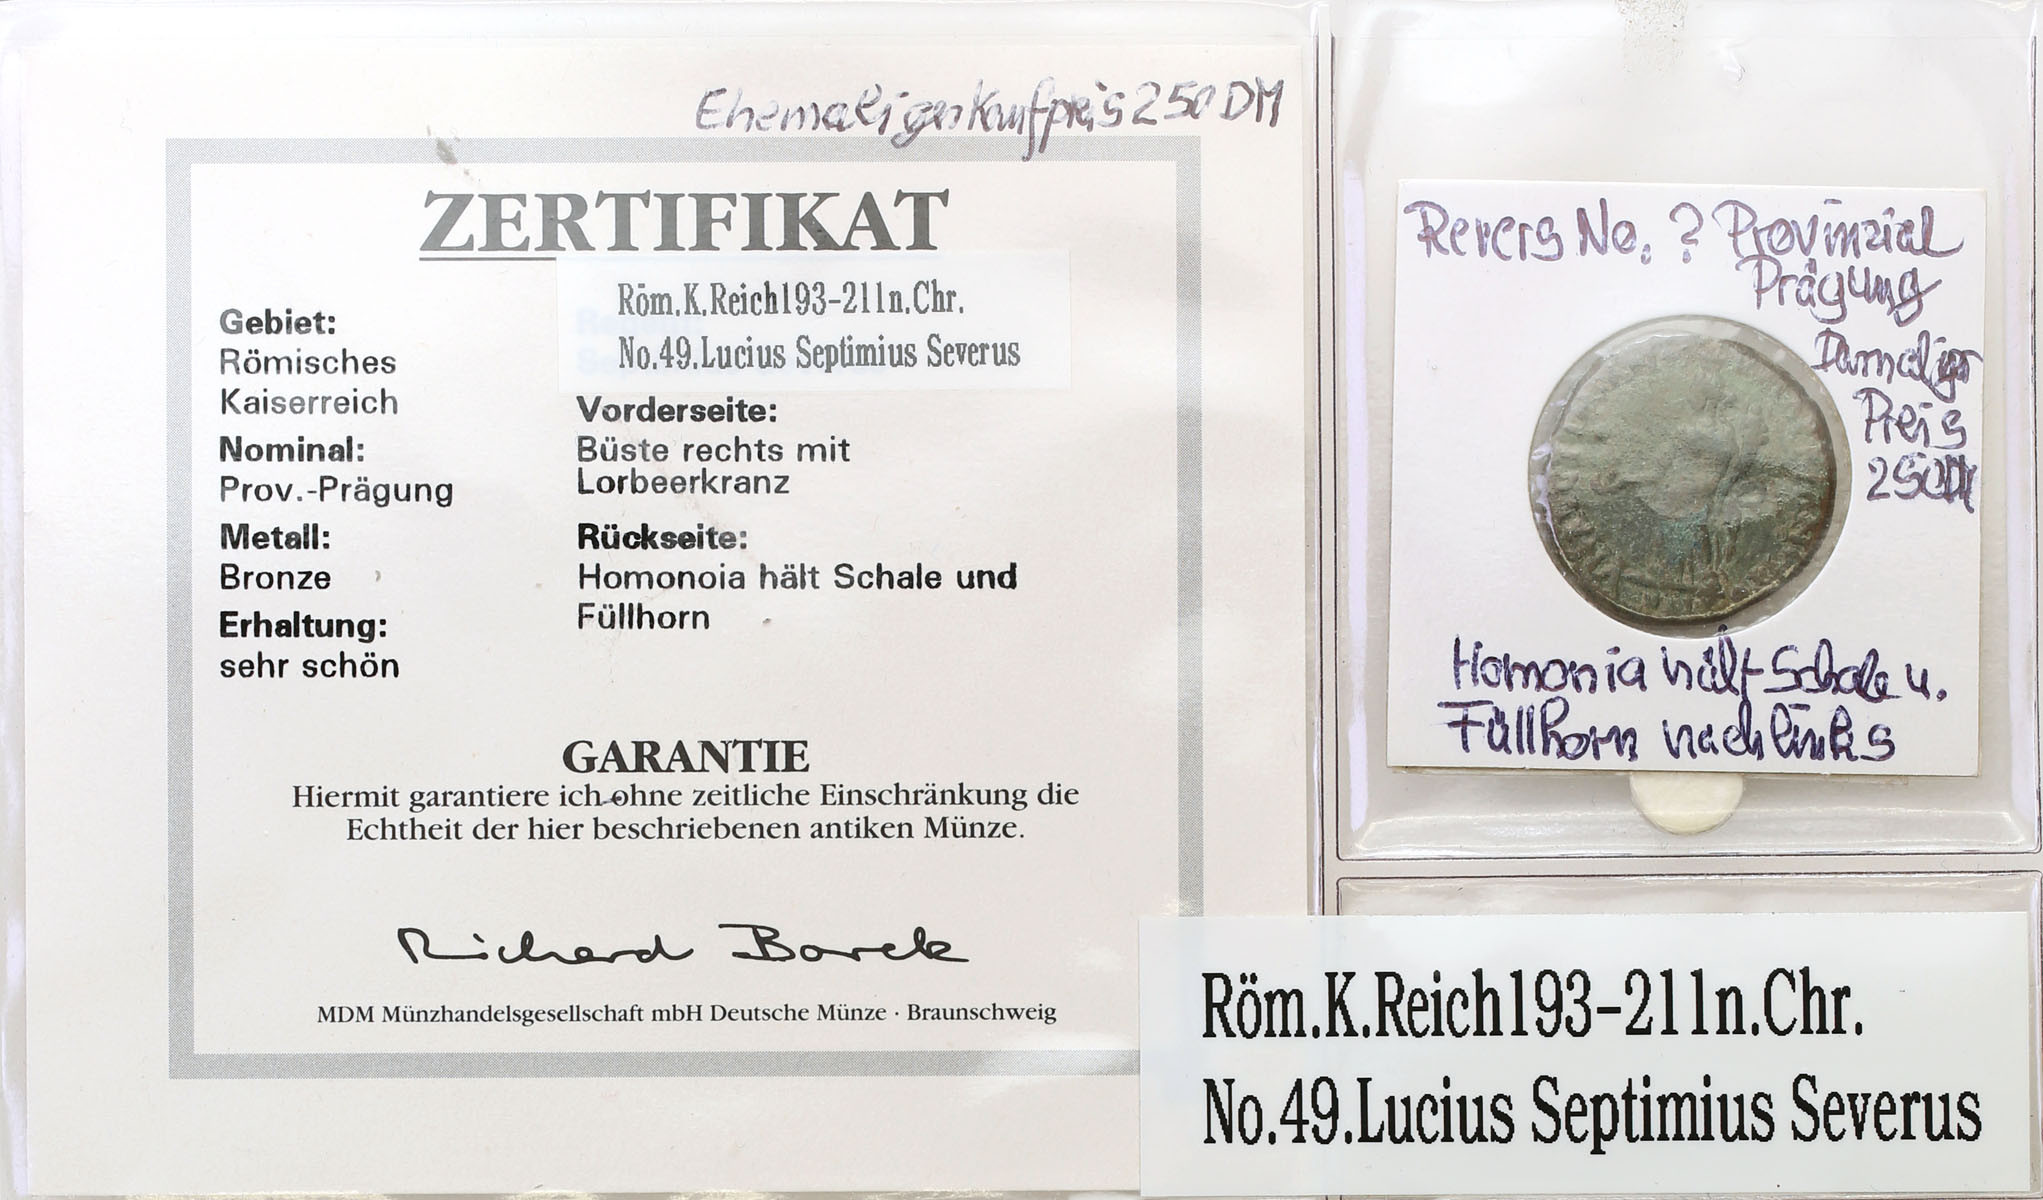 Ehemaliger Kaufpreis 250 DM
ZERTIFIKAT
Röm.K.Reich193-211n.Chr.
No.49.Lucius Septimius Severus
Gebiet:
Römisches
Kaiserreich
Nominal:
Prov.-Prägung
Metall:
Bronze
Erhaltung:
sehr schön
Vorderseite:
Büste rechts mit
Lorbeerkranz
Rückseite:
Homonoia hält Schale und
Füllhorn
GARANTIE
Hiermit garantiere ich ohne zeitliche Einschränkung die
Echtheit der hier beschriebenen antiken Münze.
Richard Borek
MDM Münzhandelsgesellschaft mbH Deutsche Münze · Braunschweig
Revers No. ? Provinzial
Prägung
Damaliger
Preis
250DM
Homonia hält Schale u.
Füllhorn nach links
Röm.K.Reich193-211n.Chr.
No.49.Lucius Septimius Severus